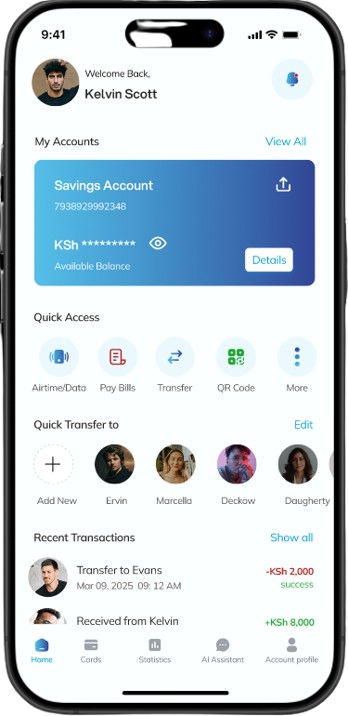 9:41
Welcome Back,
Kelvin Scott
My Accounts View All
Savings Account
7938929992348
KSh *********
Available Balance
Details
Quick Access
Airtime/Data Pay Bills Transfer QR Code More
Quick Transfer to Edit
Add New Ervin Marcella Deckow Daugherty
Recent Transactions Show all
Transfer to Evans -KSh 2,000
Mar 09, 2025 09: 12 AM success
Received from Kelvin +KSh 8,000
Home Cards Statistics AI Assistant Account profile